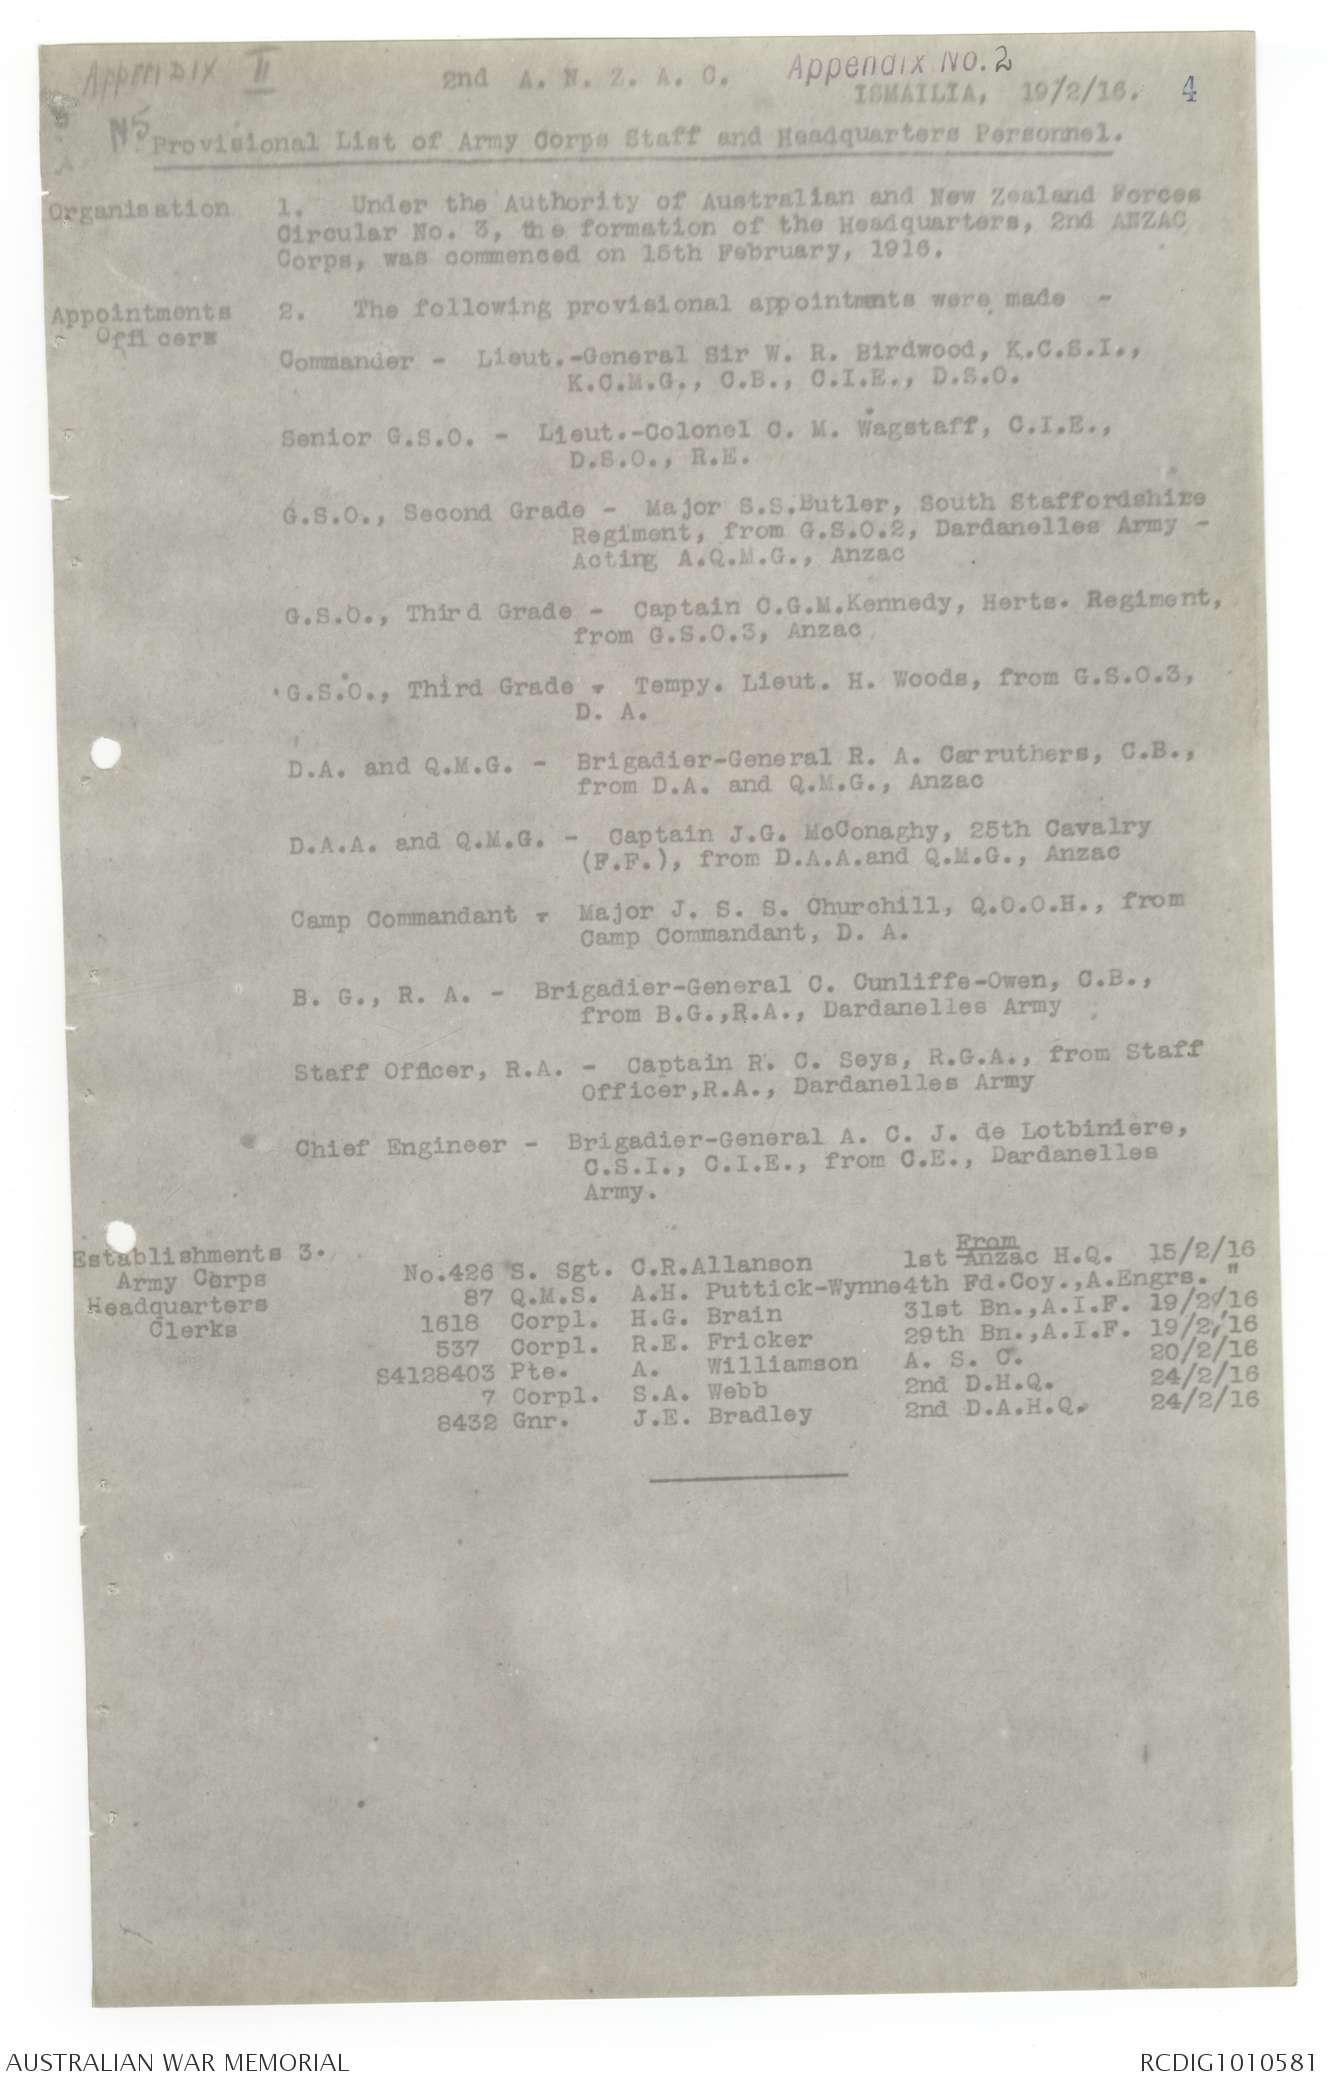 APPENDIX II
2nd A. N. Z. A. C.
Appendix No. 2
ISMAILIA, 19/2/16. 4
Provisional List of Army Corps Staff and Headquarters Personnel.
Organisation 1. Under the Authority of Australian and New Zealand Forces
Circular No. 3, the formation of the Headquarters, 2nd ANZAC
Corps, was commenced on 15th February, 1916.
Appointments 2. The following provisional appointments were made -
Officers
Commander - Lieut.-General Sir W. R. Birdwood, K.C.S.I.,
K.C.M.G., C.B., C.I.E., D.S.O.
Senior G.S.O. - Lieut.-Colonel C. M. Wagstaff, C.I.E.,
D.S.O., R.E.
G.S.O., Second Grade - Major S.S.Butler, South Staffordshire
Regiment, from G.S.O.2, Dardanelles Army -
Acting A.Q.M.G., Anzac
G.S.O., Third Grade - Captain C.G.M.Kennedy, Herts. Regiment,
from G.S.O.3, Anzac
G.S.O., Third Grade - Tempy. Lieut. H. Woods, from G.S.O.3,
D. A.
D.A. and Q.M.G. - Brigadier-General R. A. Carruthers, C.B.,
from D.A. and Q.M.G., Anzac
D.A.A. and Q.M.G. - Captain J.G. McConaghy, 25th Cavalry
(F.F.), from D.A.A.and Q.M.G., Anzac
Camp Commandant - Major J. S. S. Churchill, Q.O.O.H., from
Camp Commandant, D. A.
B. G., R. A. - Brigadier-General C. Cunliffe-Owen, C.B.,
from B.G.,R.A., Dardanelles Army
Staff Officer, R.A. - Captain R. C. Seys, R.G.A., from Staff
Officer,R.A., Dardanelles Army
Chief Engineer - Brigadier-General A. C. J. de Lotbiniere,
C.S.I., C.I.E., from C.E., Dardanelles
Army.
From
Establishments 3. No.426 S. Sgt. C.R.Allanson 1st Anzac H.Q. 15/2/16
Army Corps 87 Q.M.S. A.H. Puttick-Wynne 4th Fd.Coy.,A.Engrs. "
Headquarters 1618 Corpl. H.G. Brain 31st Bn.,A.I.F. 19/2/16
Clerks 537 Corpl. R.E. Fricker 29th Bn.,A.I.F. 19/2/16
S4128403 Pte. A. Williamson A. S. C. 20/2/16
7 Corpl. S.A. Webb 2nd D.H.Q. 24/2/16
8432 Gnr. J.E. Bradley 2nd D.A.H.Q. 24/2/16
AUSTRALIAN WAR MEMORIAL RCDIG1010581